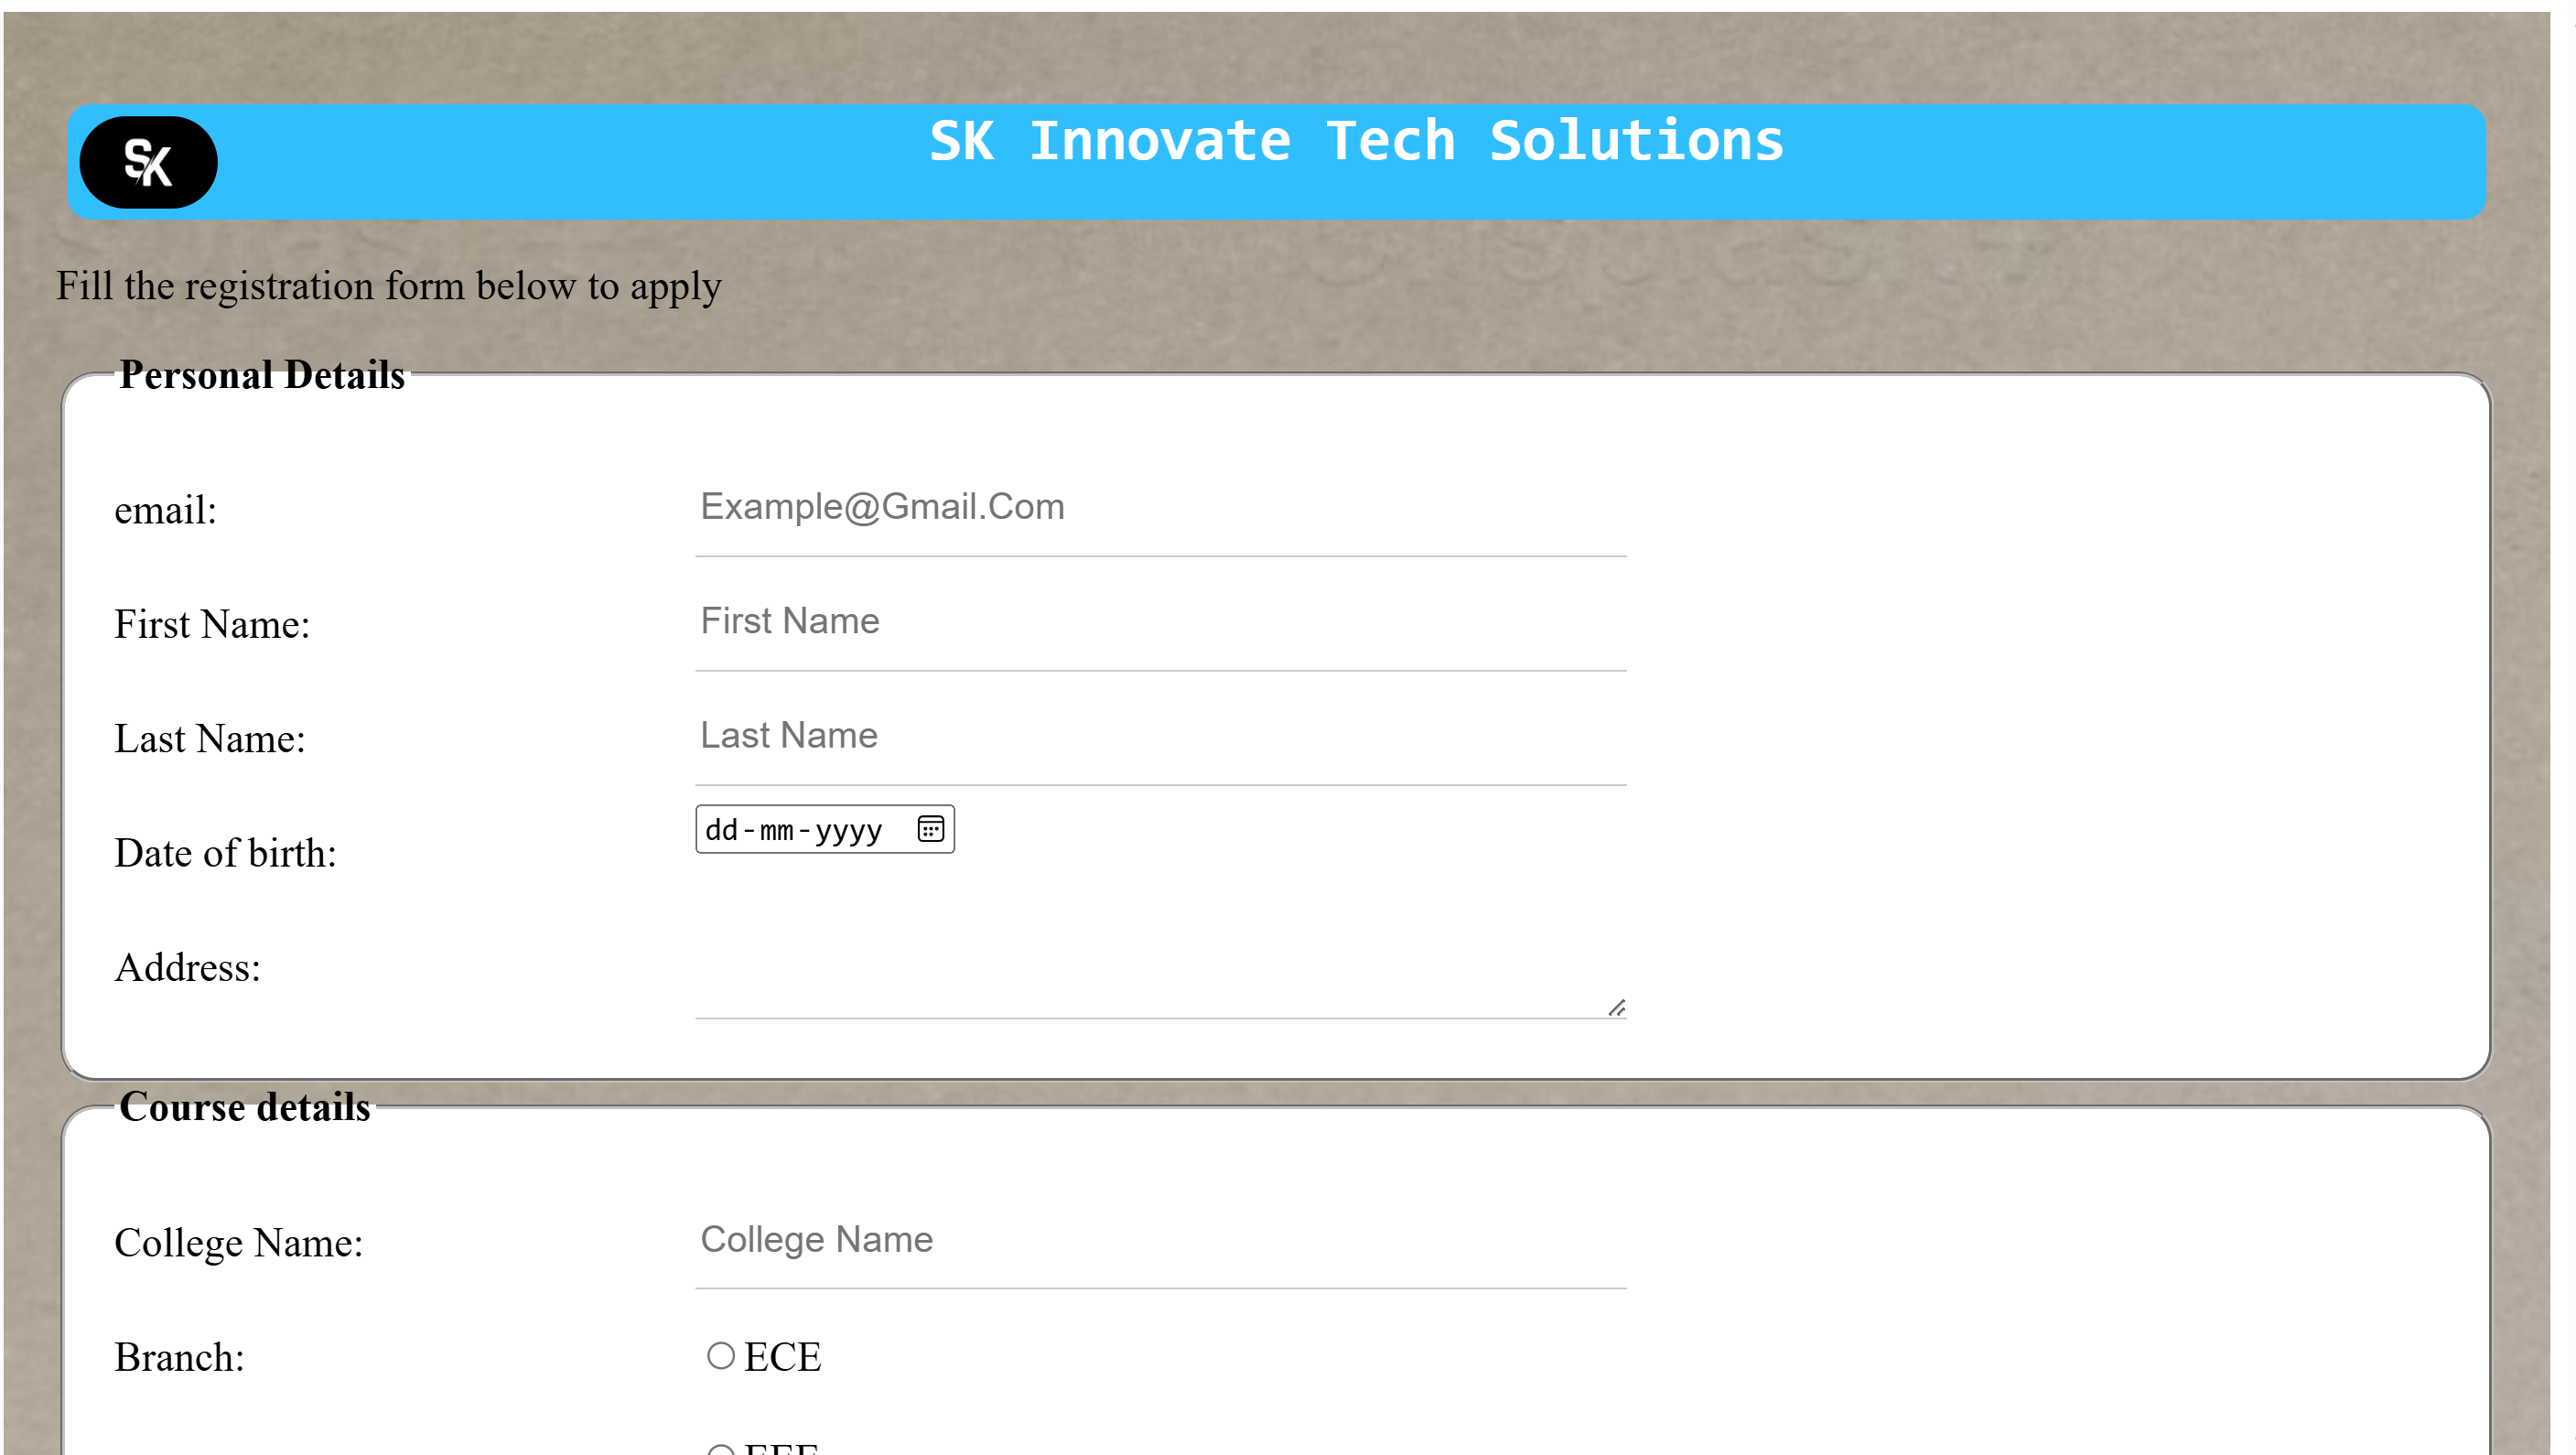 SK
SK Innovate Tech Solutions
Fill the registration form below to apply
Personal Details
email: Example@Gmail.Com
First Name: First Name
Last Name: Last Name
Date of birth: dd-mm-yyyy
Address:
Course details
College Name: College Name
Branch: ECE